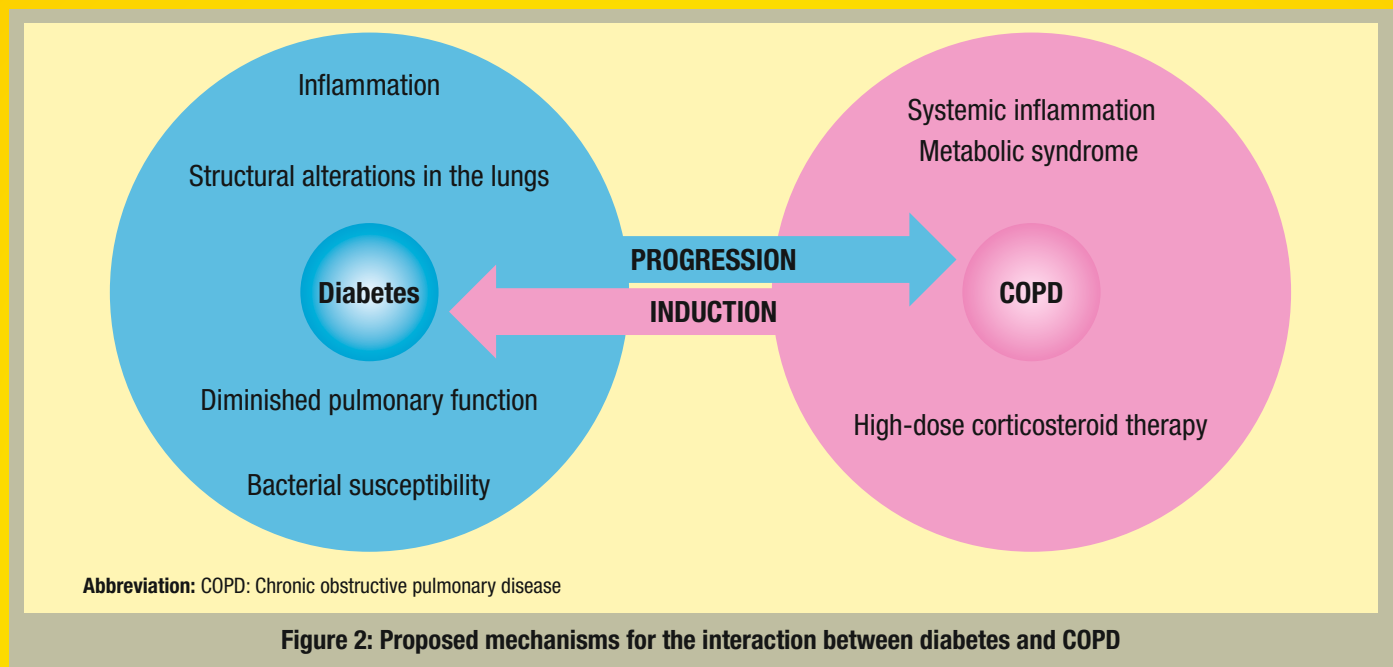 Inflammation
Structural alterations in the lungs
Diabetes
Diminished pulmonary function
Bacterial susceptibility
PROGRESSION
INDUCTION
Systemic inflammation
Metabolic syndrome
COPD
High-dose corticosteroid therapy
Abbreviation: COPD: Chronic obstructive pulmonary disease
Figure 2: Proposed mechanisms for the interaction between diabetes and COPD